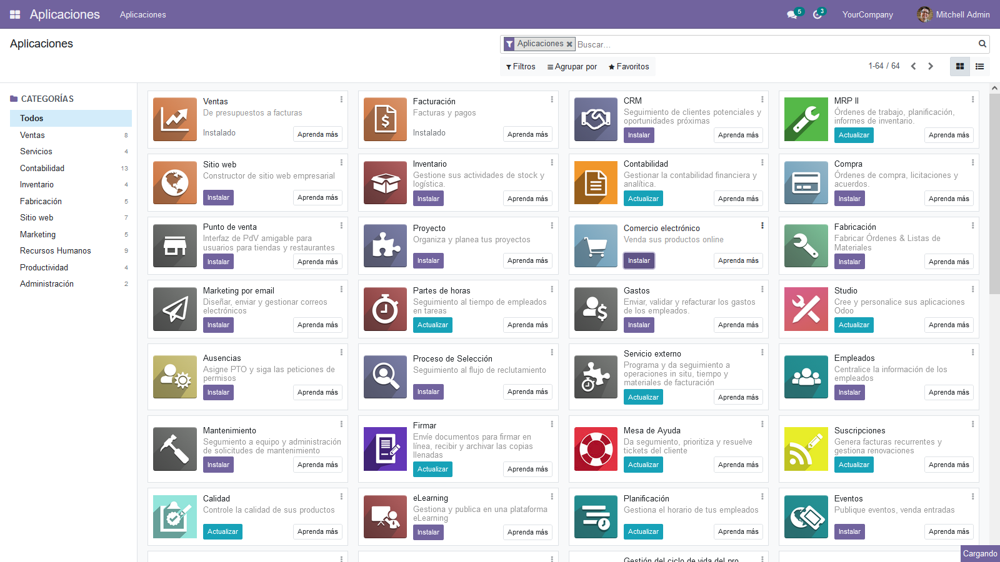 Aplicaciones
Aplicaciones
5
3
YourCompany
Mitchell Admin
Aplicaciones
Aplicaciones
Buscar...
Filtros
Agrupar por
Favoritos
1-64 / 64
CATEGORÍAS
Todos
Ventas 8
Servicios 4
Contabilidad 13
Inventario 4
Fabricación 5
Sitio web 7
Marketing 5
Recursos Humanos 9
Productividad 4
Administración 2
Ventas
De presupuestos a facturas
Instalado
Aprenda más
Facturación
Facturas y pagos
Instalado
Aprenda más
CRM
Seguimiento de clientes potenciales y
oportunidades próximas
Instalar
Aprenda más
MRP II
Órdenes de trabajo, planificación,
informes de inventario.
Actualizar
Aprenda más
Sitio web
Constructor de sitio web empresarial
Instalar
Aprenda más
Inventario
Gestione sus actividades de stock y
logística.
Instalar
Aprenda más
Contabilidad
Gestionar la contabilidad financiera y
analítica.
Actualizar
Aprenda más
Compra
Órdenes de compra, licitaciones y
acuerdos.
Instalar
Aprenda más
Punto de venta
Interfaz de PdV amigable para
usuarios para tiendas y restaurantes
Instalar
Aprenda más
Proyecto
Organiza y planea tus proyectos
Instalar
Aprenda más
Comercio electrónico
Venda sus productos online
Instalar
Aprenda más
Fabricación
Fabricar Órdenes & Listas de
Materiales
Instalar
Aprenda más
Marketing por email
Diseñar, enviar y gestionar correos
electrónicos
Instalar
Aprenda más
Partes de horas
Seguimiento al tiempo de empleados
en tareas
Actualizar
Aprenda más
Gastos
Enviar, validar y refacturar los gastos
de los empleados.
Instalar
Aprenda más
Studio
Cree y personalice sus aplicaciones
Odoo
Actualizar
Aprenda más
Ausencias
Asigne PTO y siga las peticiones de
permisos
Instalar
Aprenda más
Proceso de Selección
Seguimiento al flujo de reclutamiento
Instalar
Aprenda más
Servicio externo
Programa y da seguimiento a
operaciones in situ, tiempo y
materiales de facturación
Actualizar
Aprenda más
Empleados
Centralice la información de los
empleados
Instalar
Aprenda más
Mantenimiento
Segumiento a equipo y administración
de solicitudes de mantenimiento
Instalar
Aprenda más
Firmar
Envíe documentos para firmar en
línea, recibir y archivar las copias
llenadas
Actualizar
Aprenda más
Mesa de Ayuda
Da segumiento, prioritiza y resuelve
tickets del cliente
Actualizar
Aprenda más
Suscripciones
Genera facturas recurrentes y
gestiona renovaciones
Actualizar
Aprenda más
Calidad
Controle la calidad de sus productos
Actualizar
Aprenda más
eLearning
Gestiona y publica en una plataforma
eLearning
Instalar
Aprenda más
Planificación
Gestiona el horario de tus empleados
Actualizar
Aprenda más
Eventos
Publique eventos, venda entradas
Instalar
Aprenda más
Gestión del ciclo de vida del pro
Cargando